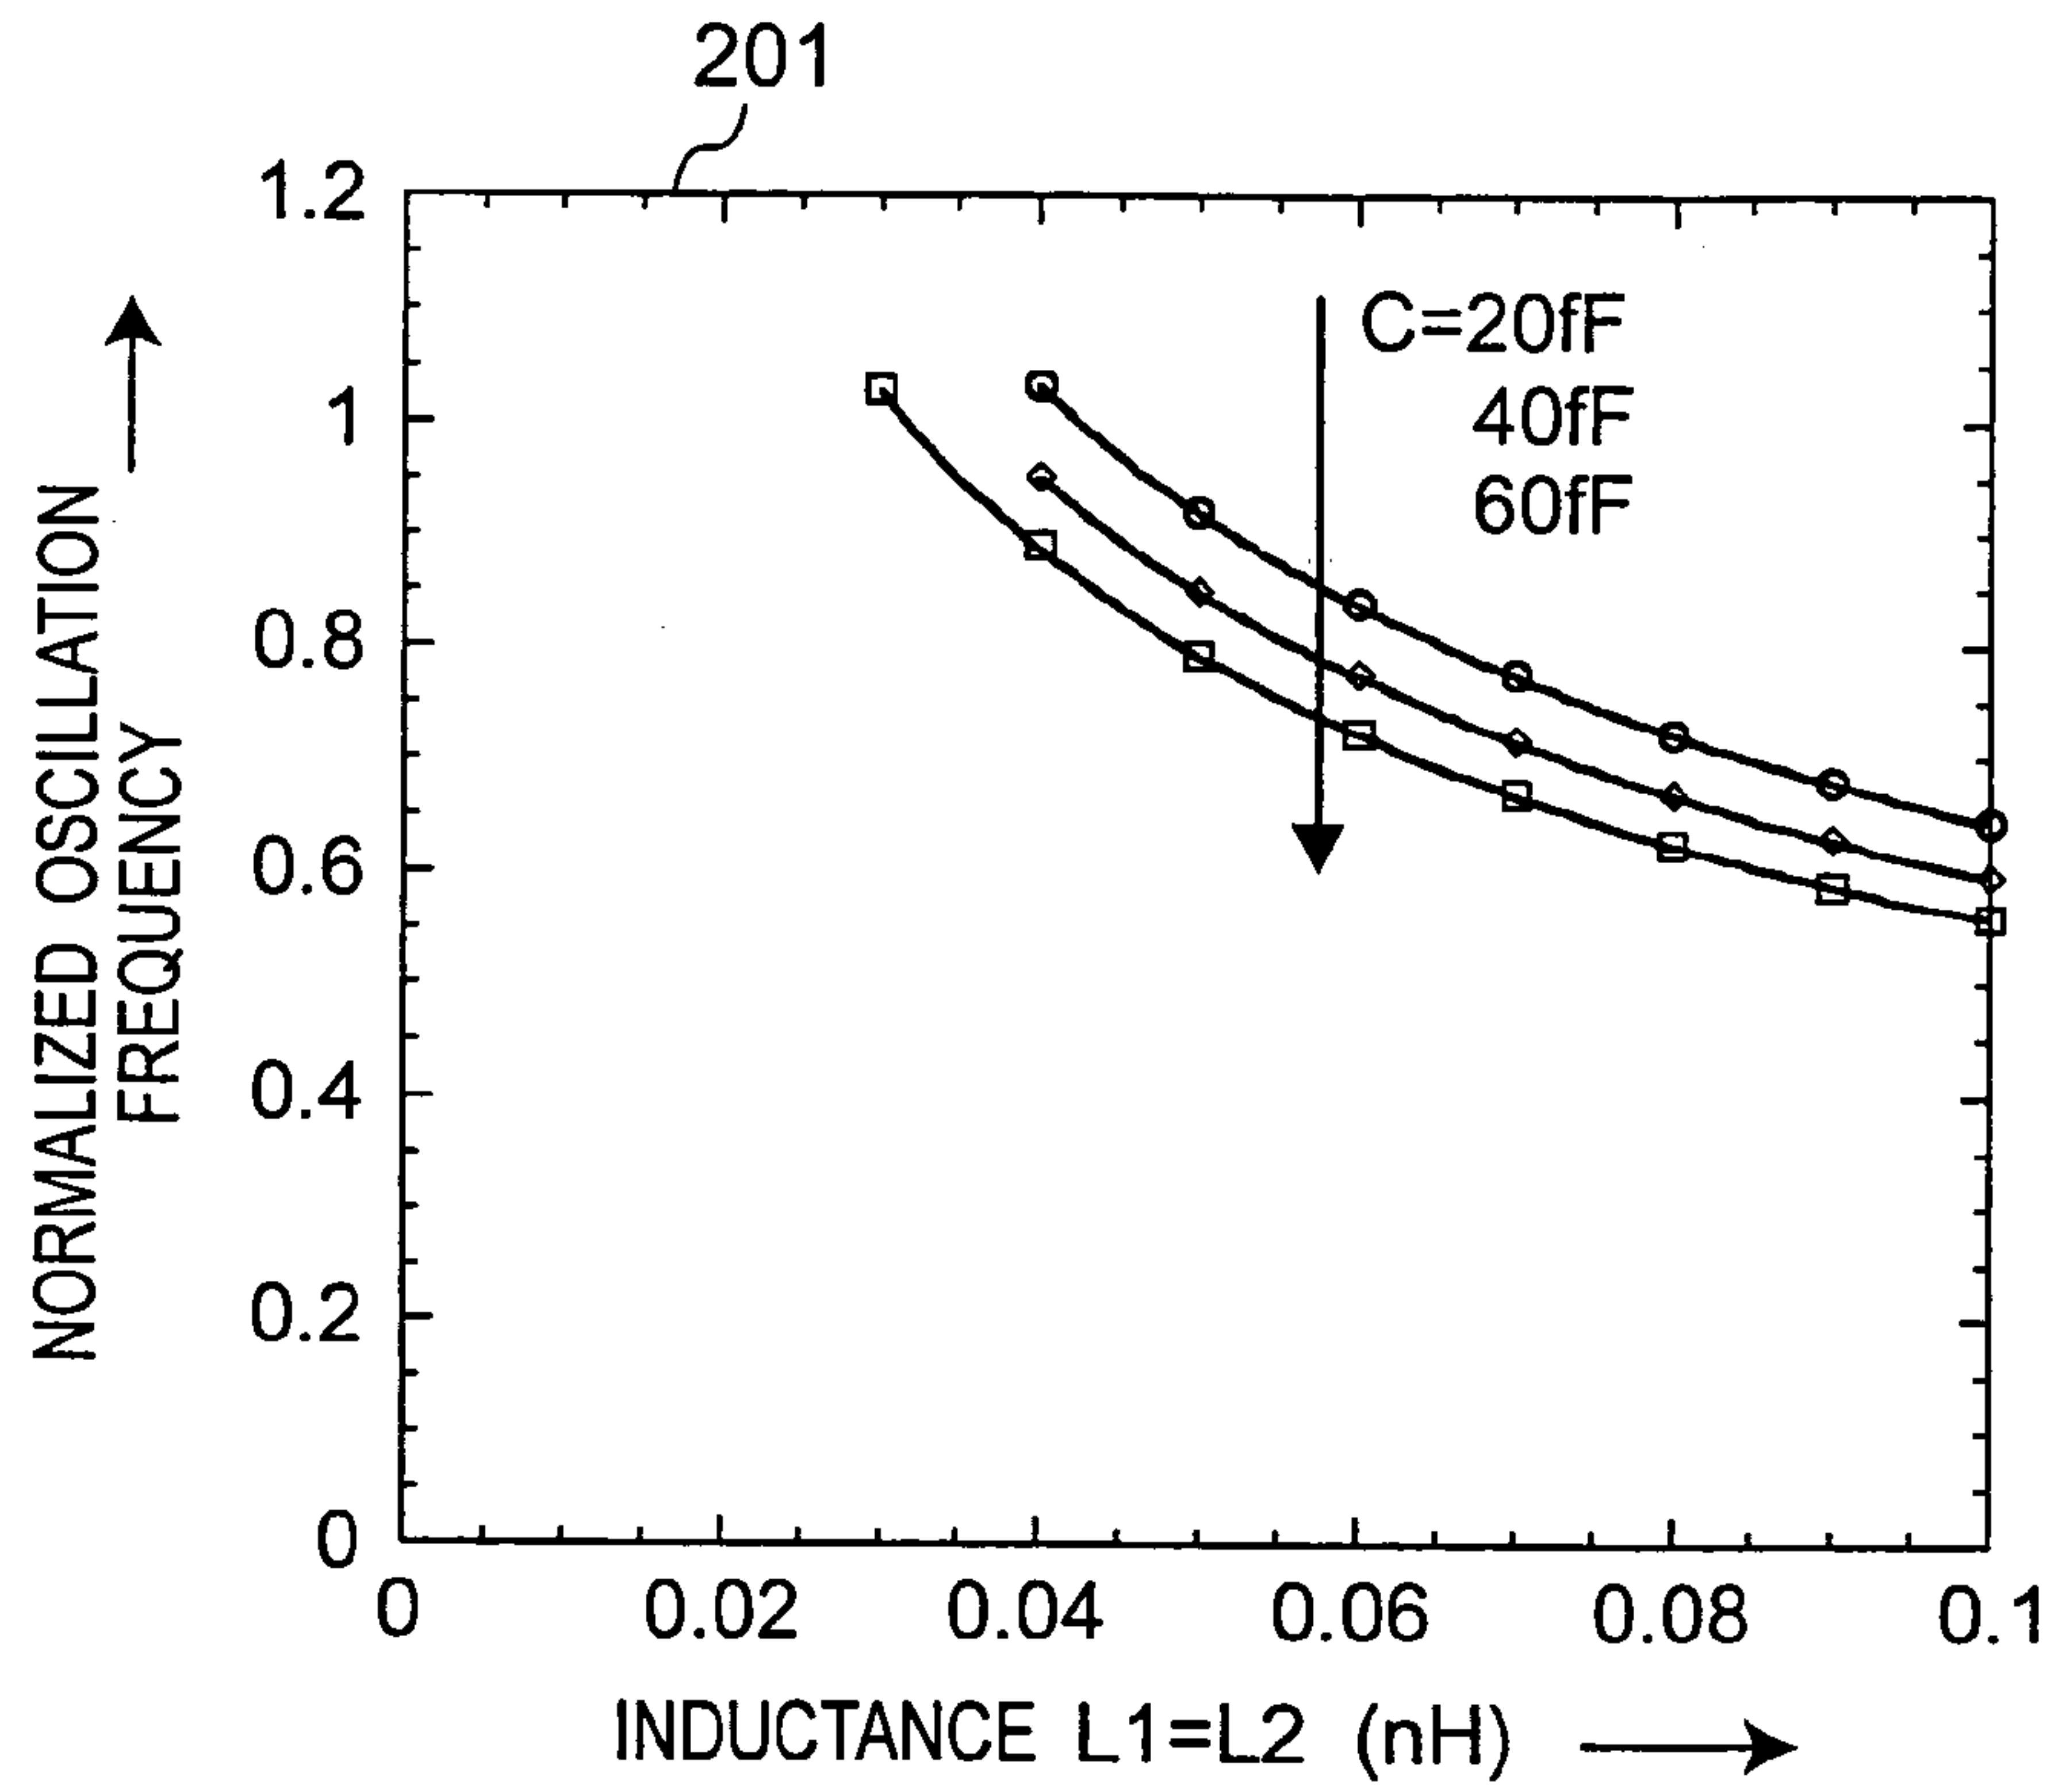 201
1.2
1
0.8
0.6
0.4
0.2
0
NORMALIZED OSCILLATION
FREQUENCY
C=20fF
40fF
60fF
0 0.02 0.04 0.06 0.08 0.1
INDUCTANCE L1=L2 (nH)